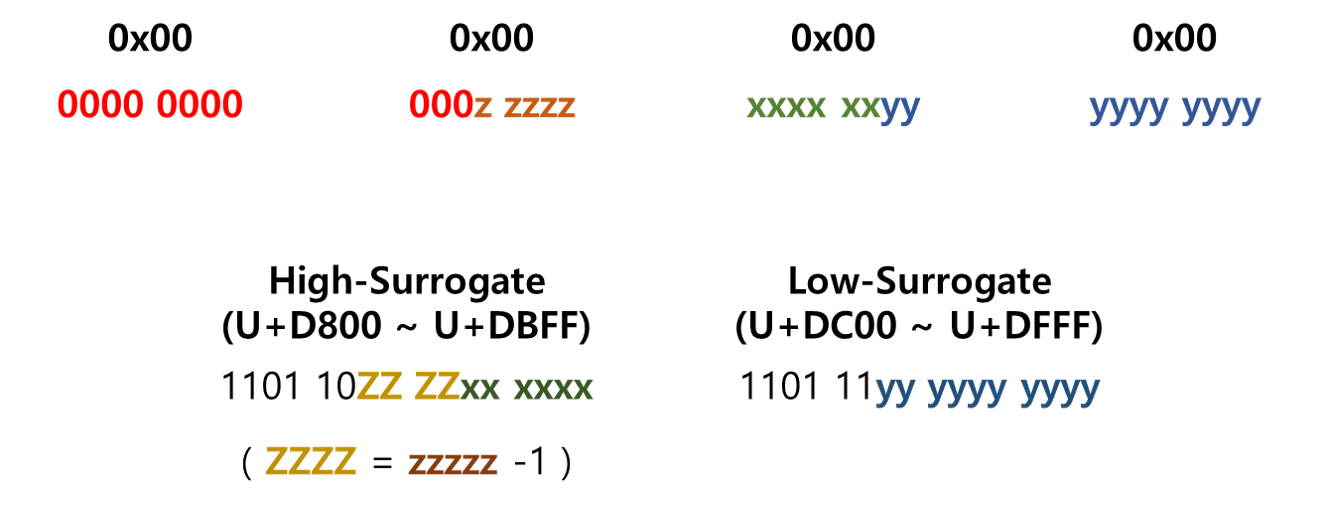 0x00 0x00 0x00 0x00
0000 0000 000z zzzz xxxx xxyy yyyy yyyy
High-Surrogate Low-Surrogate
(U+D800 ~ U+DBFF) (U+DC00 ~ U+DFFF)
1101 10ZZ ZZxx xxxx 1101 11yy yyyy yyyy
( ZZZZ = zzzzz -1 )